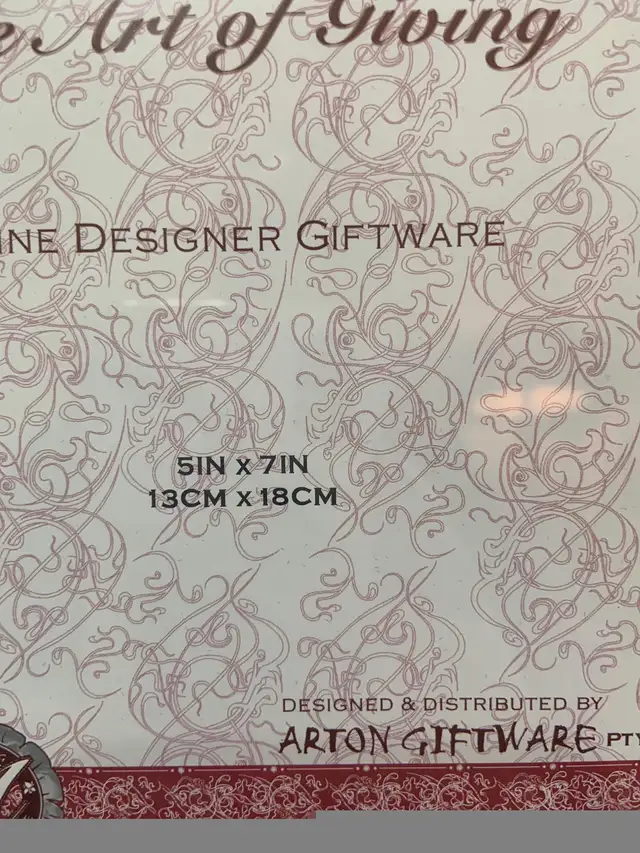 Art of Giving
DESIGNER GIFTWARE
5IN X 7IN
13CM X 18CM
DESIGNED & DISTRIBUTED BY
ARTON GIFTWARE PTY